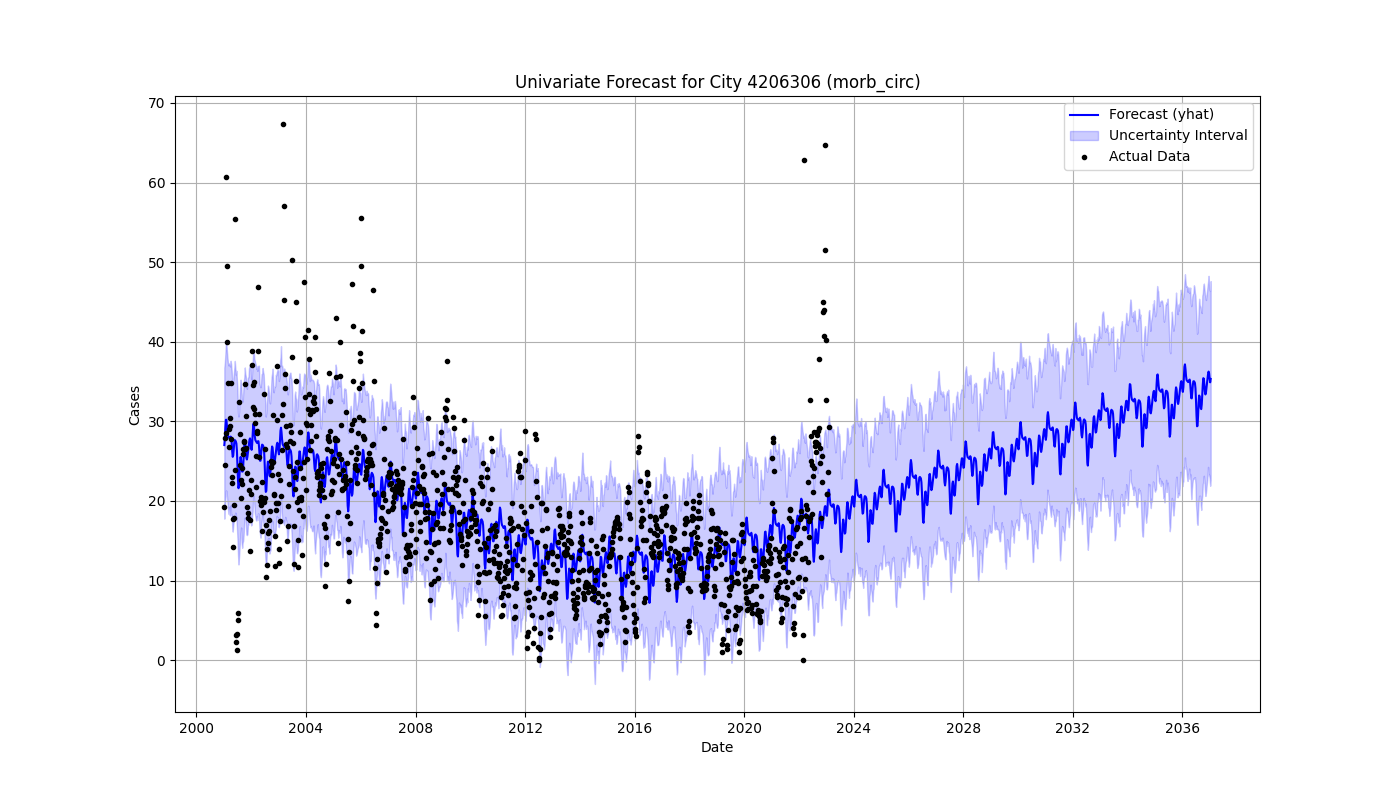 Univariate Forecast for City 4206306 (morb_circ)
70
60
50
40
30
20
10
0
Cases
Forecast (yhat)
Uncertainty Interval
Actual Data
2000 2004 2008 2012 2016 2020 2024 2028 2032 2036
Date